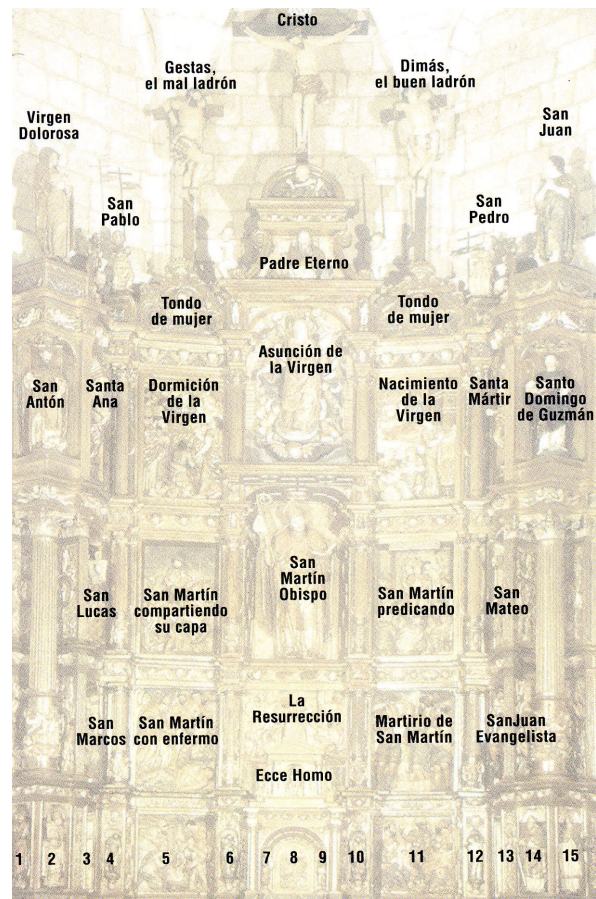 Cristo
Gestas,
el mal ladrón
Dimás,
el buen ladrón
Virgen
Dolorosa
San
Juan
San
Pablo
San
Pedro
Padre Eterno
Tondo
de mujer
Tondo
de mujer
Asunción de
la Virgen
San
Antón
Santa
Ana
Dormición
de la
Virgen
Nacimiento
de la
Virgen
Santa
Mártir
Santo
Domingo
de Guzmán
San
Martín
Obispo
San
Lucas
San Martín
compartiendo
su capa
San Martín
predicando
San
Mateo
La
Resurrección
San
Marcos
San Martín
con enfermo
Martirio de
San Martín
SanJuan
Evangelista
Ecce Homo
1 2 3 4 5 6 7 8 9 10 11 12 13 14 15